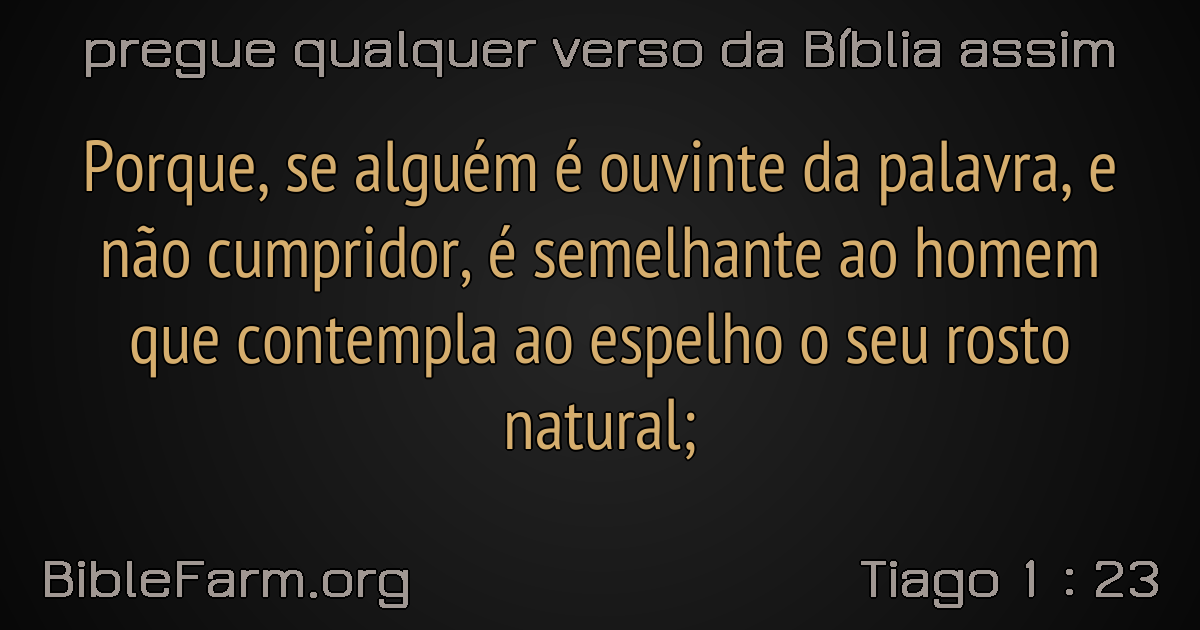 pregue qualquer verso da Bíblia assim
Porque, se alguém é ouvinte da palavra, e
não cumpridor, é semelhante ao homem
que contempla ao espelho o seu rosto
natural;
BibleFarm.org
Tiago 1 : 23